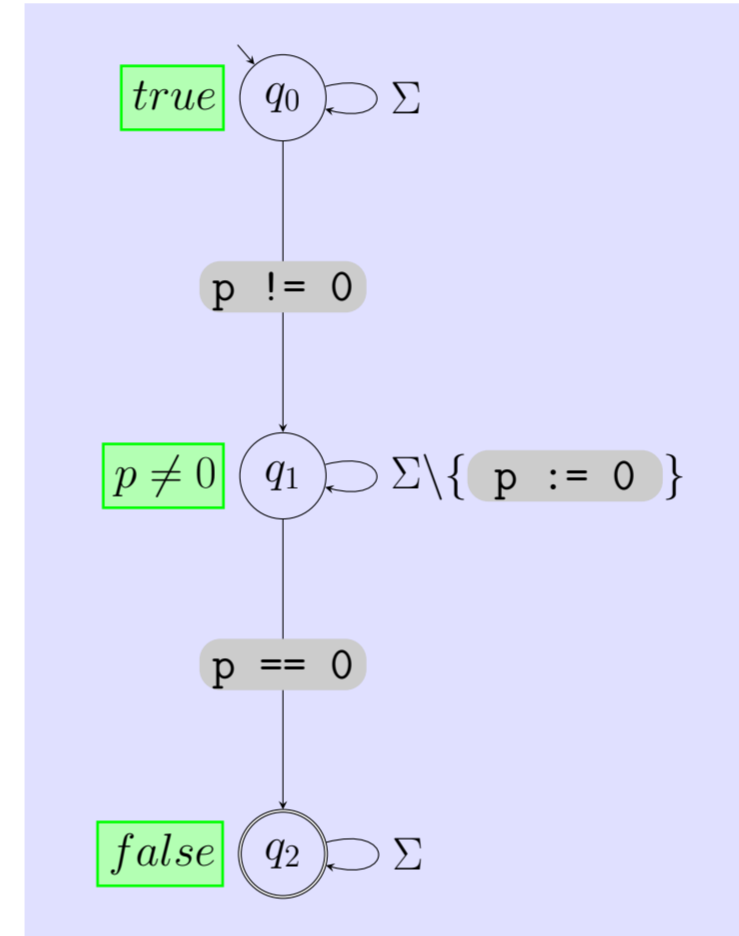 true q₀ Σ
p != 0
p ≠ 0 q₁ Σ\{ p := 0 }
p == 0
false q₂ Σ